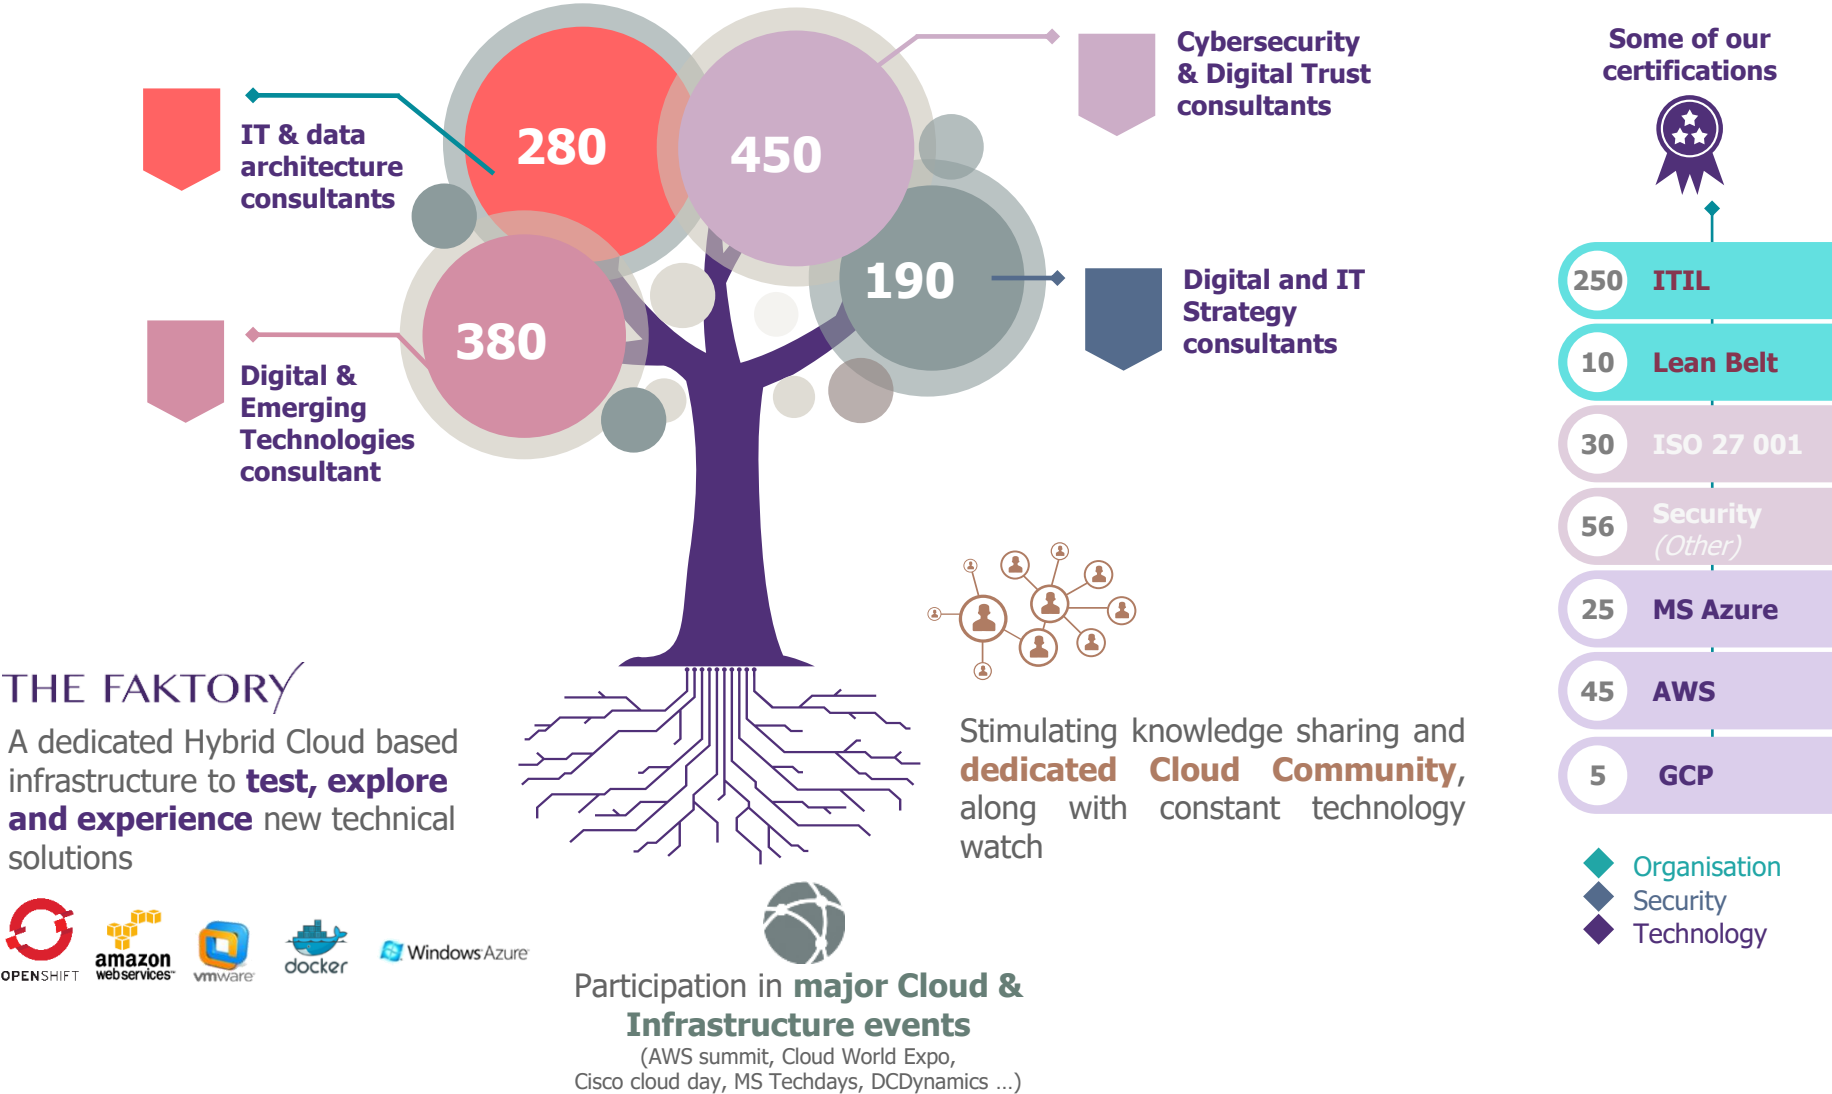 280
450
190
380
IT & data
architecture
consultants
Digital &
Emerging
Technologies
consultant
Cybersecurity
& Digital Trust
consultants
Digital and IT
Strategy
consultants
Some of our
certifications
250 ITIL
10 Lean Belt
30 ISO 27 001
56 Security
(Other)
25 MS Azure
45 AWS
5 GCP
Organisation
Security
Technology
THE FAKTORY
A dedicated Hybrid Cloud based
infrastructure to test, explore
and experience new technical
solutions
OPENSHIFT
amazon
webservices™
vmware
docker
Windows Azure
Stimulating knowledge sharing and
dedicated Cloud Community,
along with constant technology
watch
Participation in major Cloud &
Infrastructure events
(AWS summit, Cloud World Expo,
Cisco cloud day, MS Techdays, DCDynamics ...)